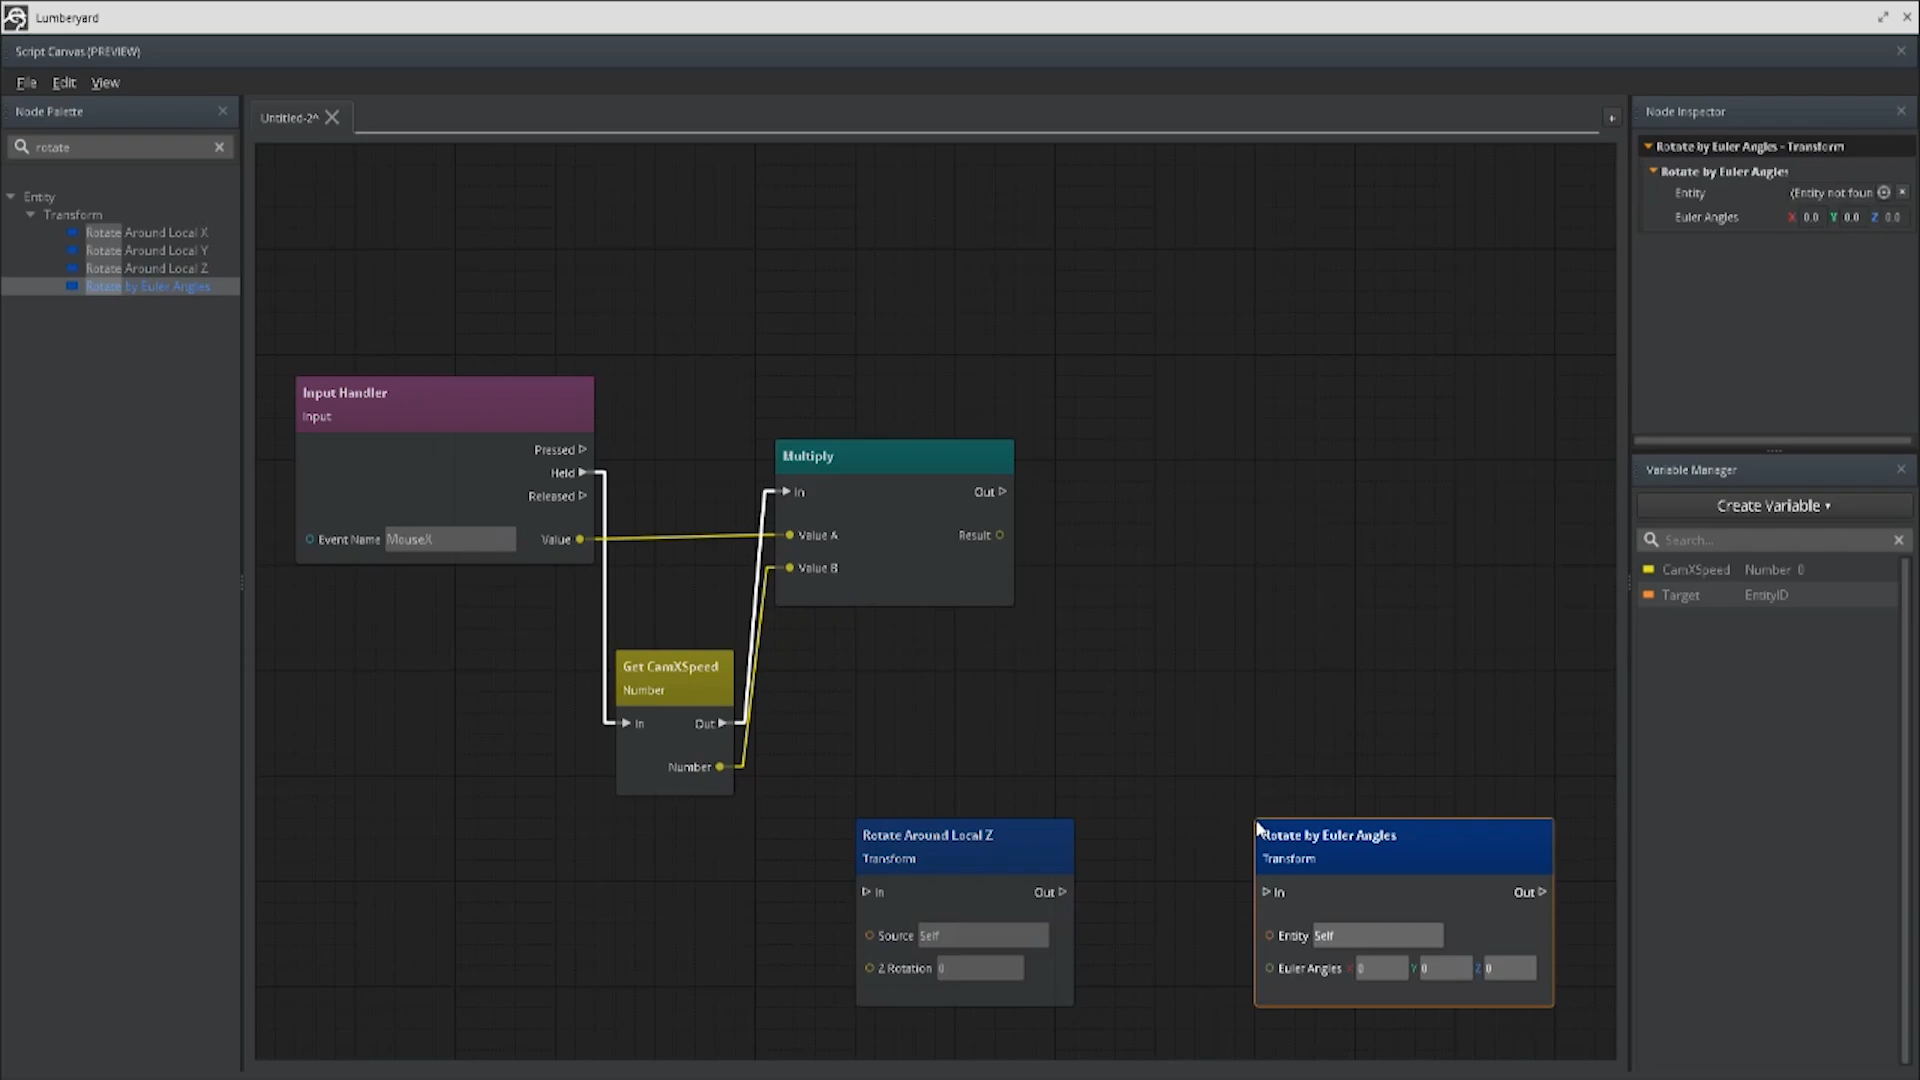 Lumberyard
Script Canvas (PREVIEW)
File Edit View
Node Palette
rotate
Entity
Transform
Rotate Around Local X
Rotate Around Local Y
Rotate Around Local Z
Rotate by Euler Angles
Untitled-2^
Input Handler
Input
Pressed
Held
Released
Event Name MouseX Value
Multiply
In Out
Value A Result
Value B
Get CamXSpeed
Number
In Out
Number
Rotate Around Local Z
Transform
In Out
Source Self
Z Rotation 0
Rotate by Euler Angles
Transform
In Out
Entity Self
Euler Angles X 0 Y 0 Z 0
Node Inspector
Rotate by Euler Angles - Transform
Rotate by Euler Angles
Entity (Entity not foun
Euler Angles X 0.0 Y 0.0 Z 0.0
Variable Manager
Create Variable
Search...
CamXSpeed Number 0
Target EntityID